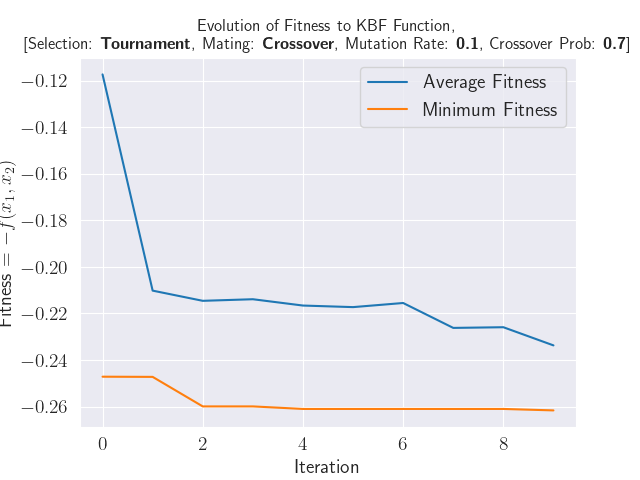 Evolution of Fitness to KBF Function,
[Selection: Tournament, Mating: Crossover, Mutation Rate: 0.1, Crossover Prob: 0.7]
Average Fitness
Minimum Fitness
−0.12
−0.14
−0.16
−0.18
−0.20
−0.22
−0.24
−0.26
Fitness = −f(x₁, x₂)
0 2 4 6 8
Iteration